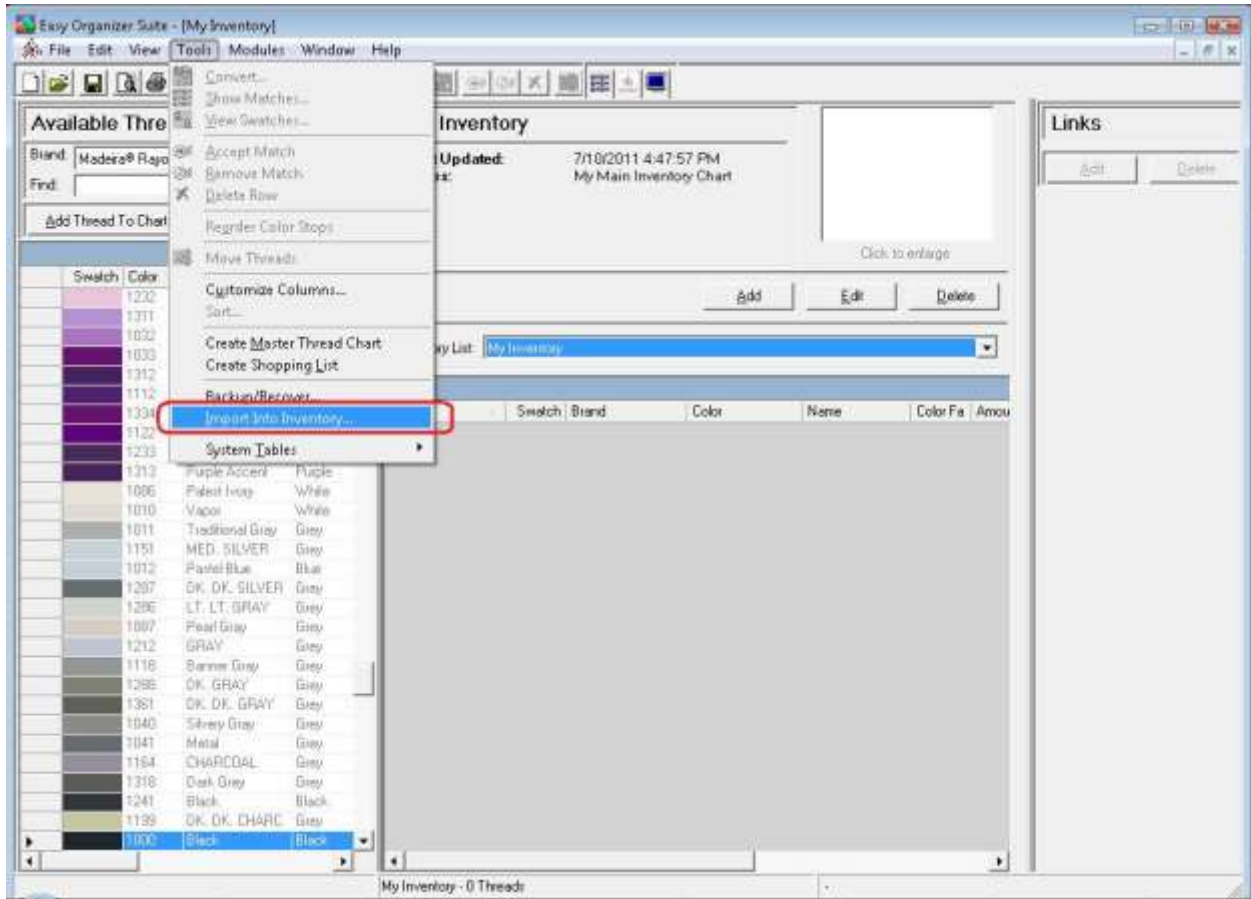 Easy Organizer Suite - [My Inventory]
File Edit View Tools Modules Window Help
Convert...
Show Matches...
View Swatches...
Accept Match
Remove Match
Delete Row
Reorder Color Stops
Move Threads
Customize Columns...
Sort...
Create Master Thread Chart
Create Shopping List
Backup/Recover...
Import Into Inventory...
System Tables
Available Thre
Brand: Madeira® Rayo
Find:
Add Thread To Chart
Swatch Color
1232
1311
1032
1033
1312
1112
1334
1122
1233
1313 Purple Accent Purple
1086 Palest Ivory White
1010 Vapor White
1011 Traditional Gray Grey
1151 MED. SILVER Grey
1012 Pastel Blue Blue
1287 DK. DK. SILVER Grey
1286 LT. LT. GRAY Grey
1087 Pearl Gray Grey
1212 GRAY Grey
1118 Banner Gray Grey
1288 DK. GRAY Grey
1361 DK. DK. GRAY Grey
1040 Silvery Gray Grey
1041 Metal Grey
1164 CHARCOAL Grey
1318 Dark Grey Grey
1241 Black Black
1199 DK. DK. CHARC Grey
1000 Black Black
Inventory
Updated: 7/18/2011 4:47:57 PM
My Main Inventory Chart
Click to enlarge
Add Edit Delete
ory List: My Inventory
Swatch Brand Color Name Color Fa Amou
Links
Add Delete
My Inventory - 0 Threads